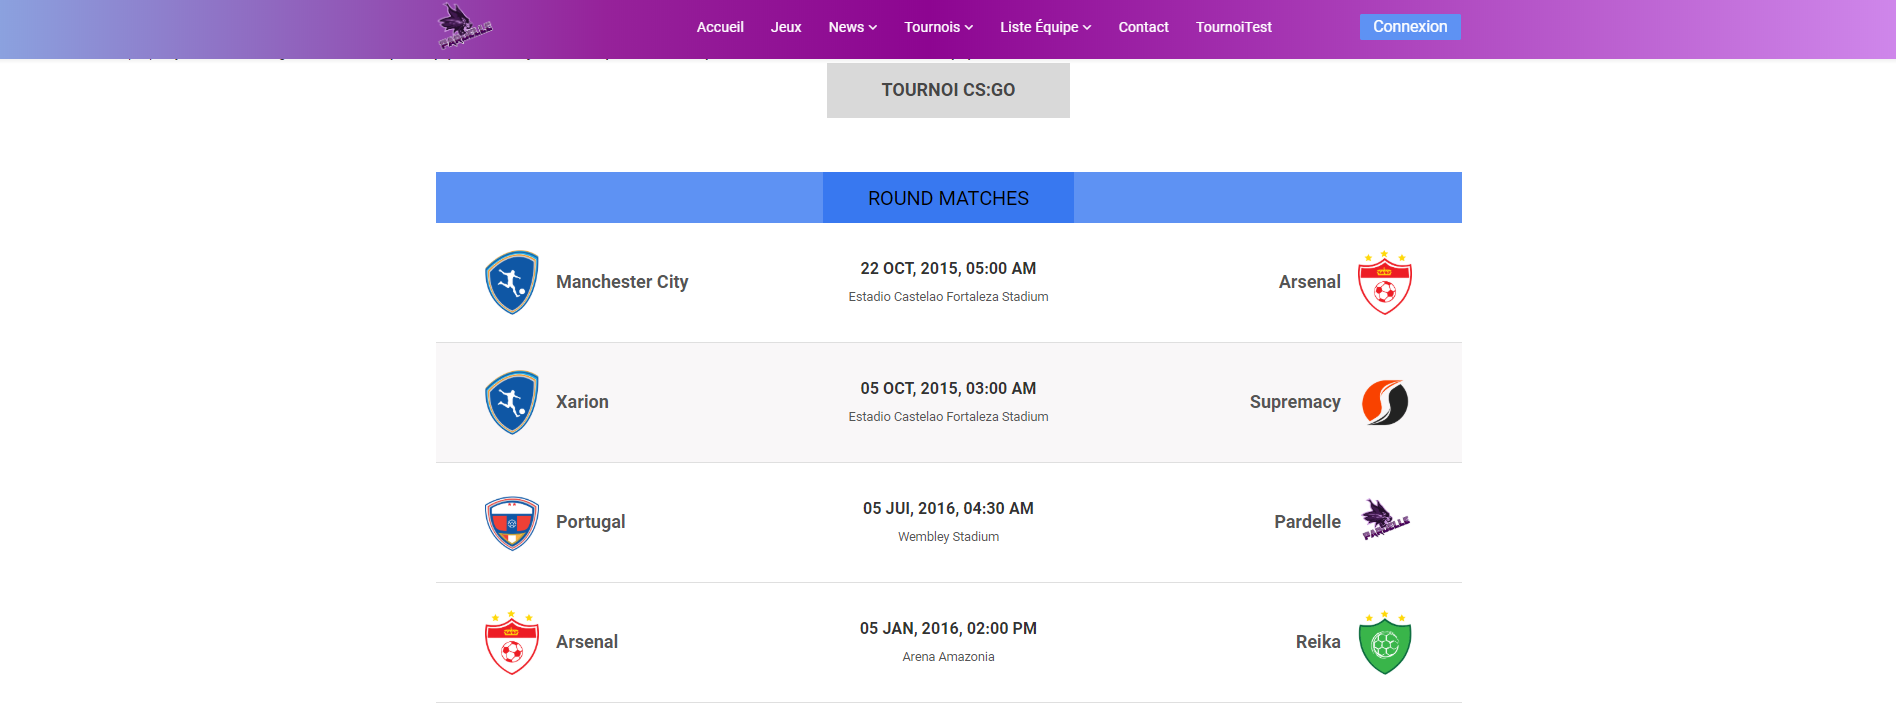 PARDELLE
Accueil Jeux News Tournois Liste Équipe Contact TournoiTest Connexion
TOURNOI CS:GO
ROUND MATCHES
Manchester City
22 OCT, 2015, 05:00 AM
Estadio Castelao Fortaleza Stadium
Arsenal
Xarion
05 OCT, 2015, 03:00 AM
Estadio Castelao Fortaleza Stadium
Supremacy
Portugal
05 JUI, 2016, 04:30 AM
Wembley Stadium
Pardelle
PARDELLE
Arsenal
05 JAN, 2016, 02:00 PM
Arena Amazonia
Reika